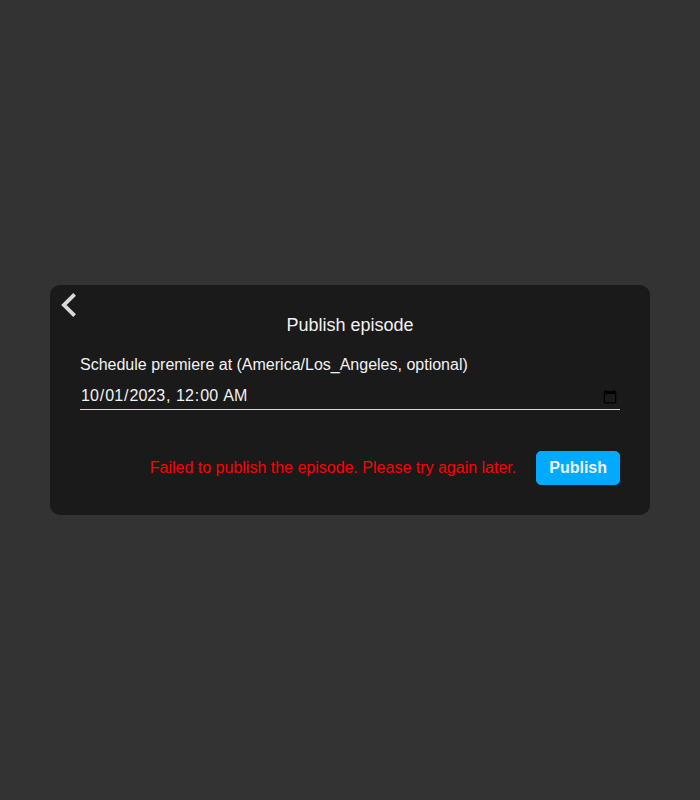 Publish episode
Schedule premiere at (America/Los_Angeles, optional)
10/01/2023, 12:00 AM
Failed to publish the episode. Please try again later.
Publish